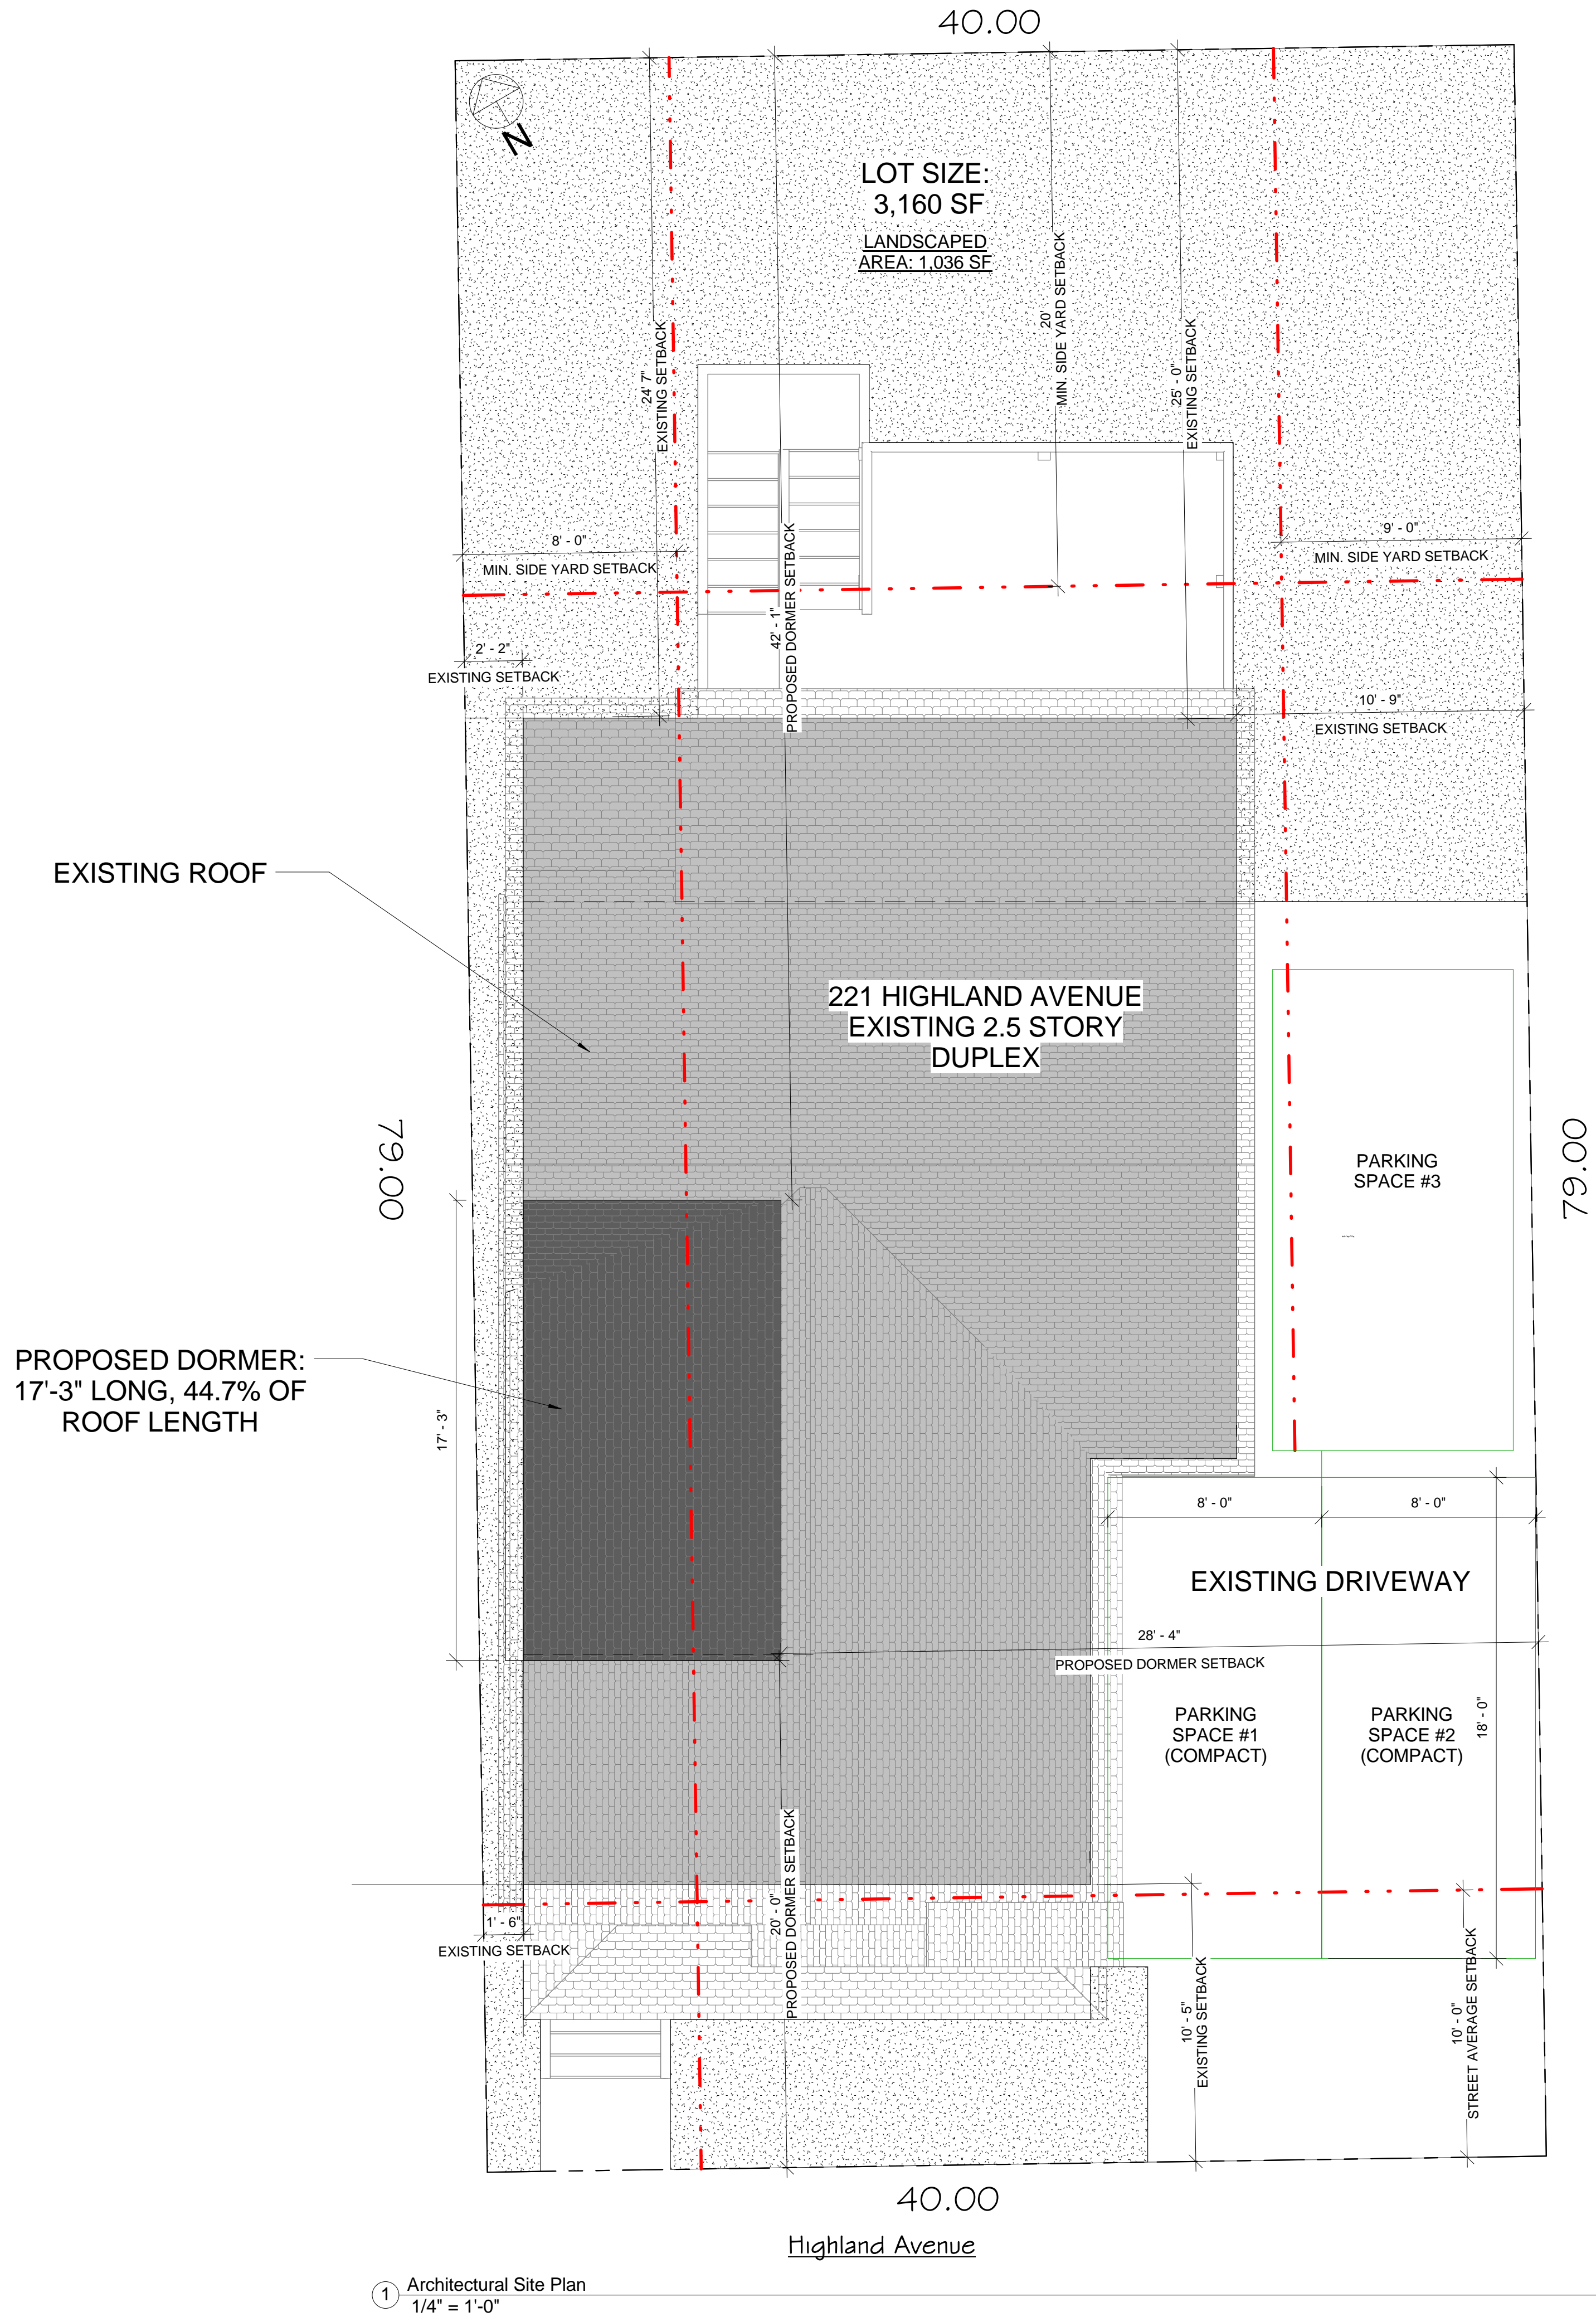 40.00
N
LOT SIZE:
3,160 SF
LANDSCAPED
AREA: 1,036 SF
24' 7"
EXISTING SETBACK
42' - 1"
PROPOSED DORMER SETBACK
20'
MIN. SIDE YARD SETBACK
25' - 0"
EXISTING SETBACK
8' - 0"
MIN. SIDE YARD SETBACK
9' - 0"
MIN. SIDE YARD SETBACK
2' - 2"
EXISTING SETBACK
10' - 9"
EXISTING SETBACK
EXISTING ROOF
221 HIGHLAND AVENUE
EXISTING 2.5 STORY
DUPLEX
79.00
79.00
PARKING
SPACE #3
PROPOSED DORMER:
17'-3" LONG, 44.7% OF
ROOF LENGTH
17' - 3"
8' - 0"
8' - 0"
EXISTING DRIVEWAY
28' - 4"
PROPOSED DORMER SETBACK
PARKING
SPACE #1
(COMPACT)
PARKING
SPACE #2
(COMPACT)
18' - 0"
20' - 0"
PROPOSED DORMER SETBACK
1' - 6"
EXISTING SETBACK
10' - 5"
EXISTING SETBACK
10' - 0"
STREET AVERAGE SETBACK
40.00
Highland Avenue
1
Architectural Site Plan
1/4" = 1'-0"